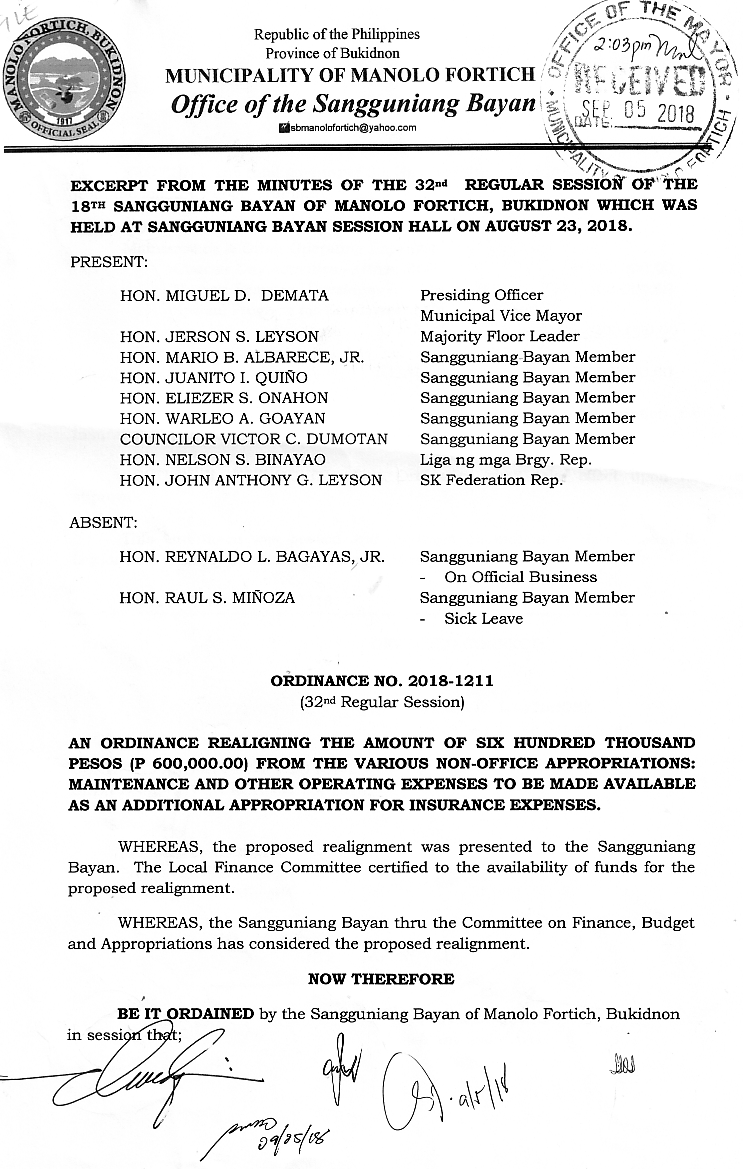 Republic of the Philippines
Province of Bukidnon
MUNICIPALITY OF MANOLO FORTICH
Office of the Sangguniang Bayan
sbmanolofortich@yahoo.com
MANOLO FORTICH, BUKIDNON
1917
OFFICIAL SEAL
OFFICE OF THE MAYOR
2:03pm
RECEIVED
SEP 05 2018
DATE:
MUNICIPALITY OF MANOLO FORTICH
EXCERPT FROM THE MINUTES OF THE 32nd REGULAR SESSION OF THE
18TH SANGGUNIANG BAYAN OF MANOLO FORTICH, BUKIDNON WHICH WAS
HELD AT SANGGUNIANG BAYAN SESSION HALL ON AUGUST 23, 2018.
PRESENT:
HON. MIGUEL D. DEMATA Presiding Officer
Municipal Vice Mayor
HON. JERSON S. LEYSON Majority Floor Leader
HON. MARIO B. ALBARECE, JR. Sangguniang Bayan Member
HON. JUANITO I. QUIÑO Sangguniang Bayan Member
HON. ELIEZER S. ONAHON Sangguniang Bayan Member
HON. WARLEO A. GOAYAN Sangguniang Bayan Member
COUNCILOR VICTOR C. DUMOTAN Sangguniang Bayan Member
HON. NELSON S. BINAYAO Liga ng mga Brgy. Rep.
HON. JOHN ANTHONY G. LEYSON SK Federation Rep.
ABSENT:
HON. REYNALDO L. BAGAYAS, JR. Sangguniang Bayan Member
- On Official Business
HON. RAUL S. MIÑOZA Sangguniang Bayan Member
- Sick Leave
ORDINANCE NO. 2018-1211
(32nd Regular Session)
AN ORDINANCE REALIGNING THE AMOUNT OF SIX HUNDRED THOUSAND
PESOS (P 600,000.00) FROM THE VARIOUS NON-OFFICE APPROPRIATIONS:
MAINTENANCE AND OTHER OPERATING EXPENSES TO BE MADE AVAILABLE
AS AN ADDITIONAL APPROPRIATION FOR INSURANCE EXPENSES.
WHEREAS, the proposed realignment was presented to the Sangguniang
Bayan. The Local Finance Committee certified to the availability of funds for the
proposed realignment.
WHEREAS, the Sangguniang Bayan thru the Committee on Finance, Budget
and Appropriations has considered the proposed realignment.
NOW THEREFORE
BE IT ORDAINED by the Sangguniang Bayan of Manolo Fortich, Bukidnon
in session that;